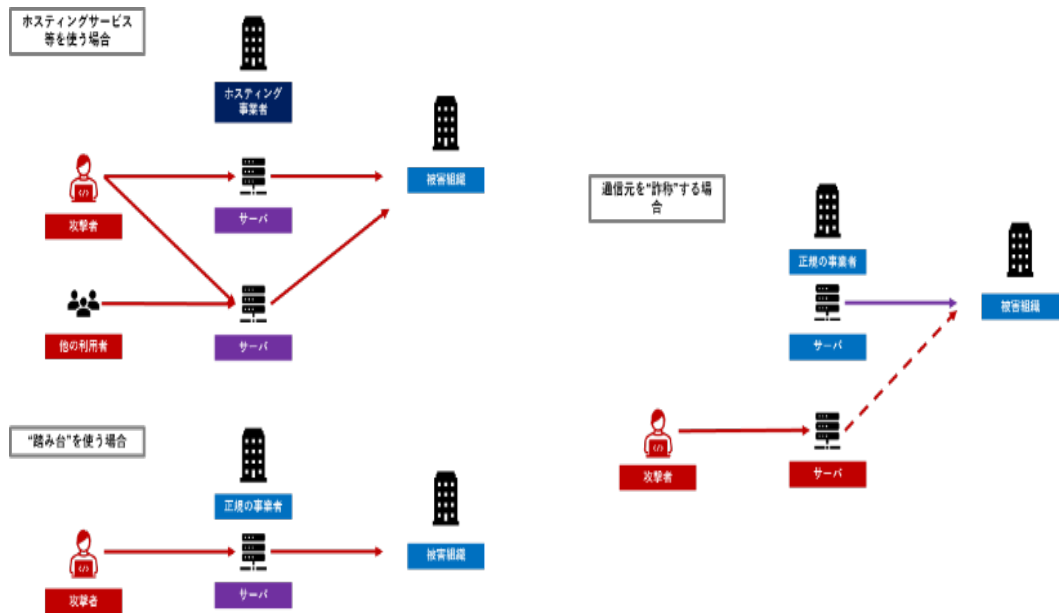 ホスティングサービス
等を使う場合
ホスティング
事業者
被害組織
攻撃者
サーバ
他の利用者
サーバ
“踏み台”を使う場合
正規の事業者
被害組織
攻撃者
サーバ
通信元を“詐称”する場
合
正規の事業者
被害組織
サーバ
攻撃者
サーバ